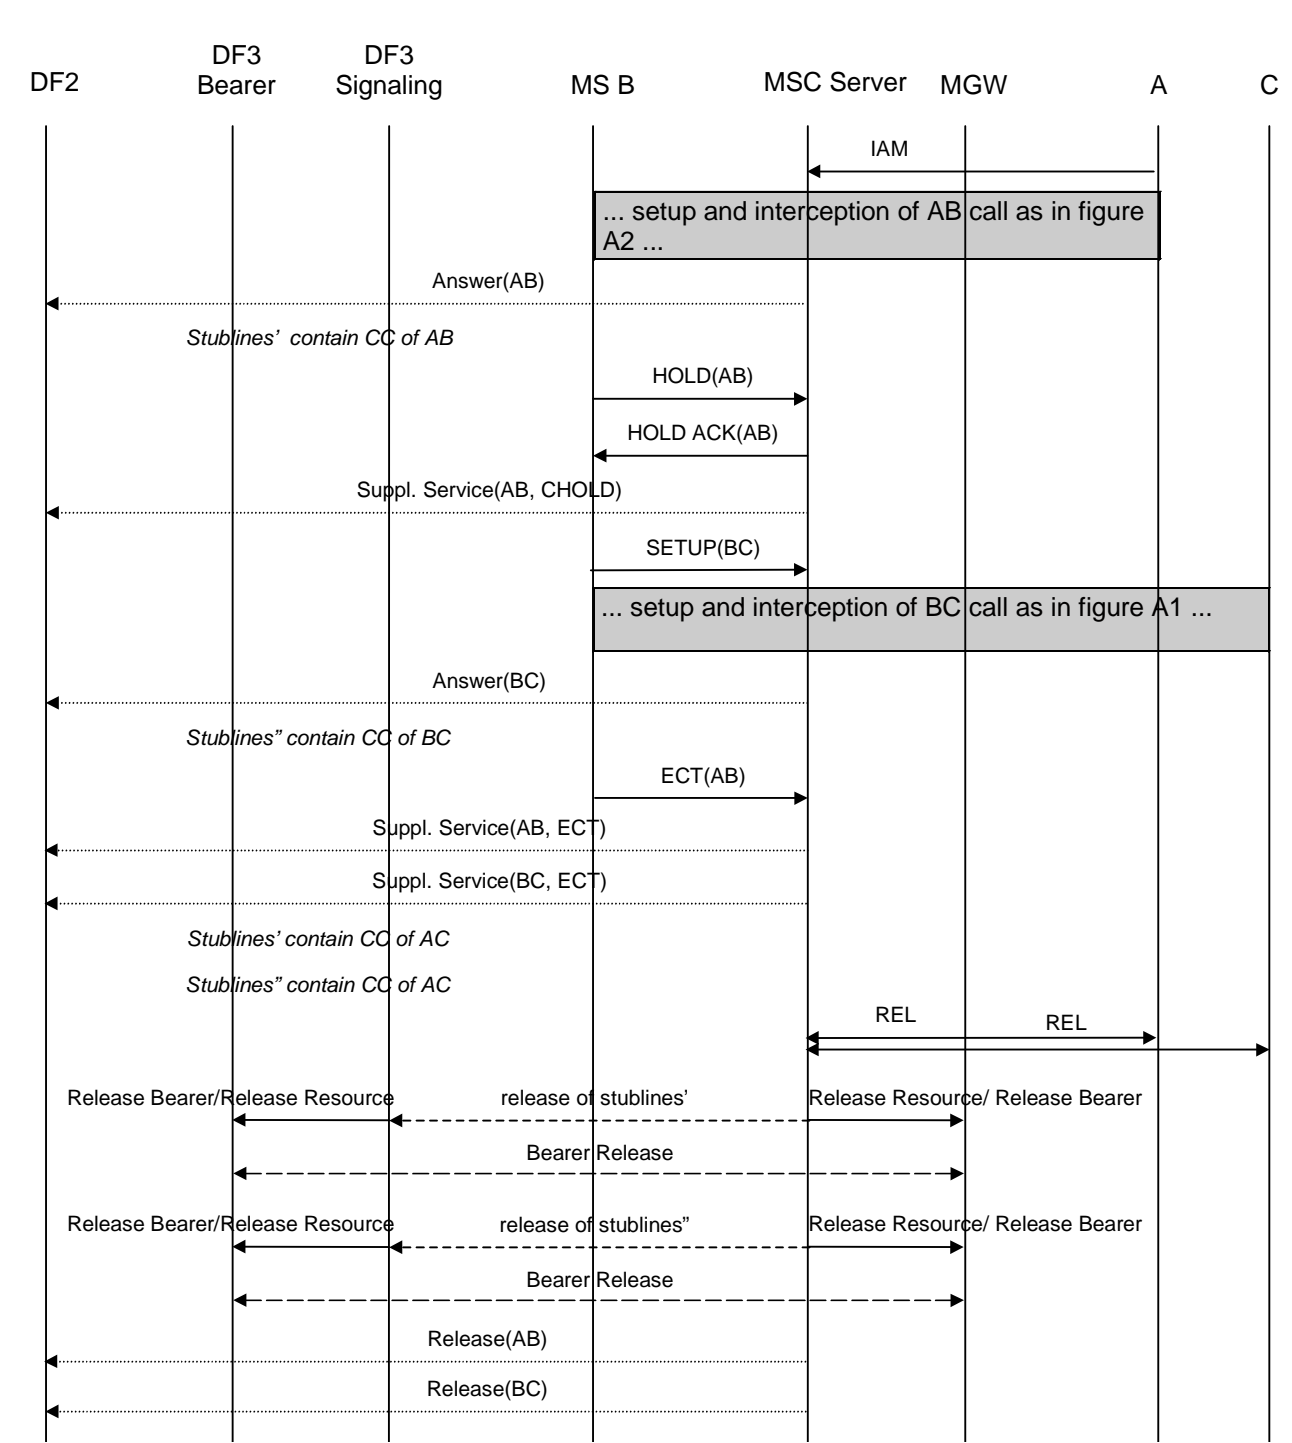 DF2
DF3
Bearer
DF3
Signaling
MS B
MSC Server
MGW
A
C
IAM
... setup and interception of AB call as in figure
A2 ...
Answer(AB)
Stublines’ contain CC of AB
HOLD(AB)
HOLD ACK(AB)
Suppl. Service(AB, CHOLD)
SETUP(BC)
... setup and interception of BC call as in figure A1 ...
Answer(BC)
Stublines” contain CC of BC
ECT(AB)
Suppl. Service(AB, ECT)
Suppl. Service(BC, ECT)
Stublines’ contain CC of AC
Stublines” contain CC of AC
REL
REL
Release Bearer/Release Resource
release of stublines’
Release Resource/ Release Bearer
Bearer Release
Release Bearer/Release Resource
release of stublines”
Release Resource/ Release Bearer
Bearer Release
Release(AB)
Release(BC)